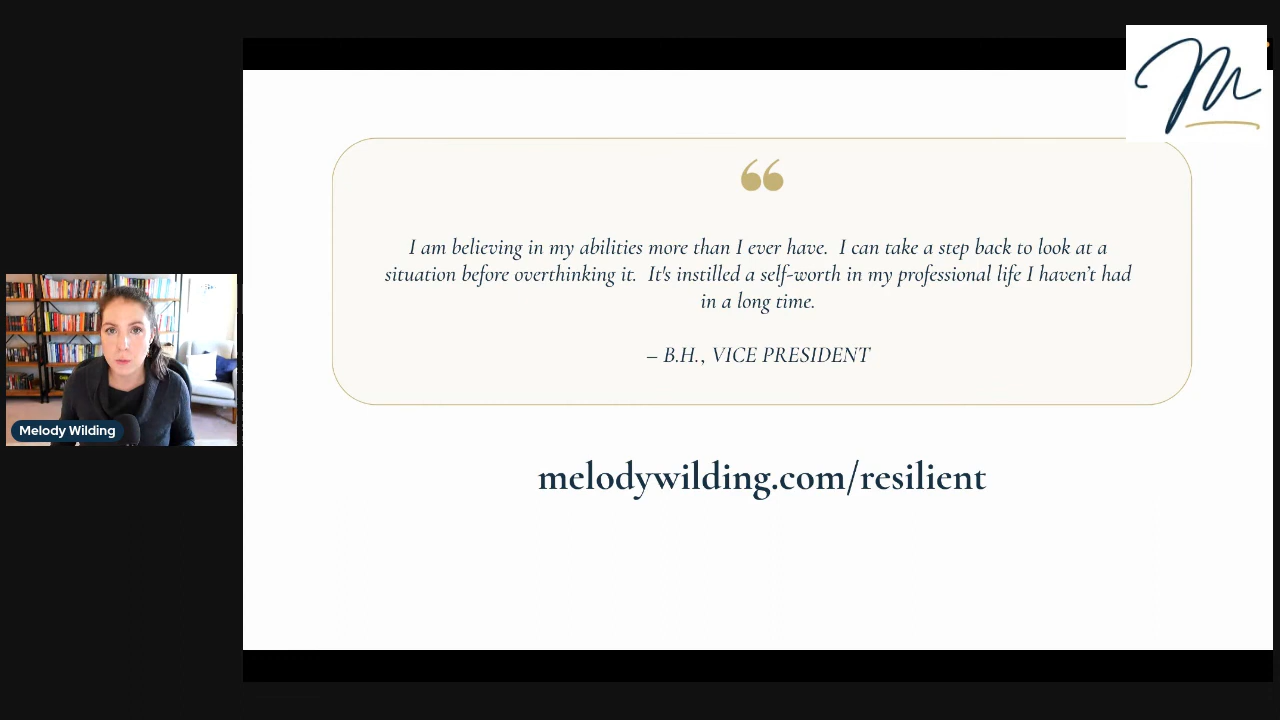 “
I am believing in my abilities more than I ever have.  I can take a step back to look at a
situation before overthinking it.  It's instilled a self-worth in my professional life I haven’t had
in a long time.
– B.H., VICE PRESIDENT
melodywilding.com/resilient
Melody Wilding
M